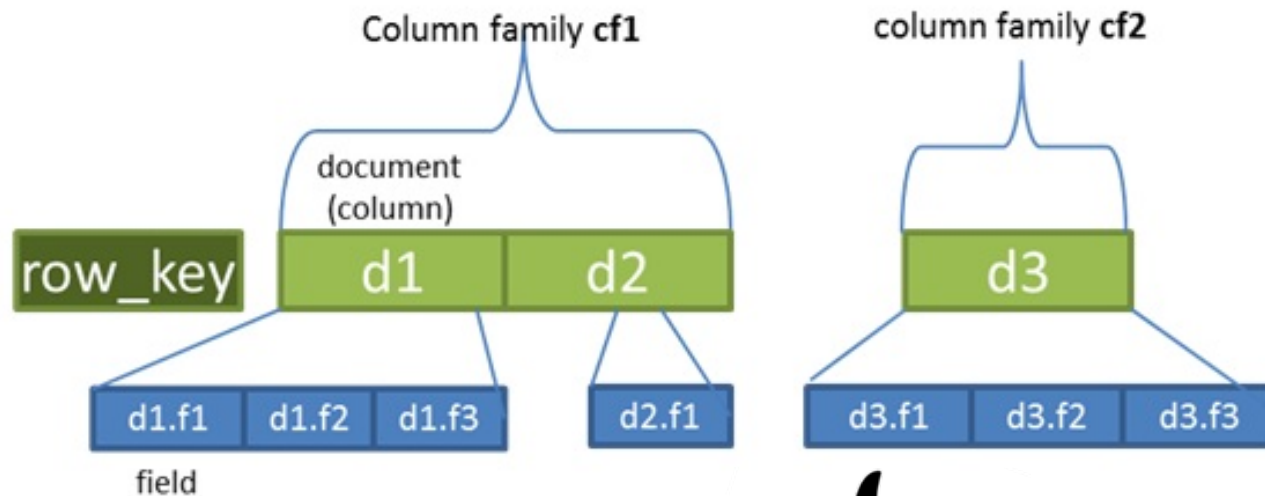 Column family cf1
column family cf2
document
(column)
row_key
d1
d2
d3
d1.f1
d1.f2
d1.f3
d2.f1
d3.f1
d3.f2
d3.f3
field